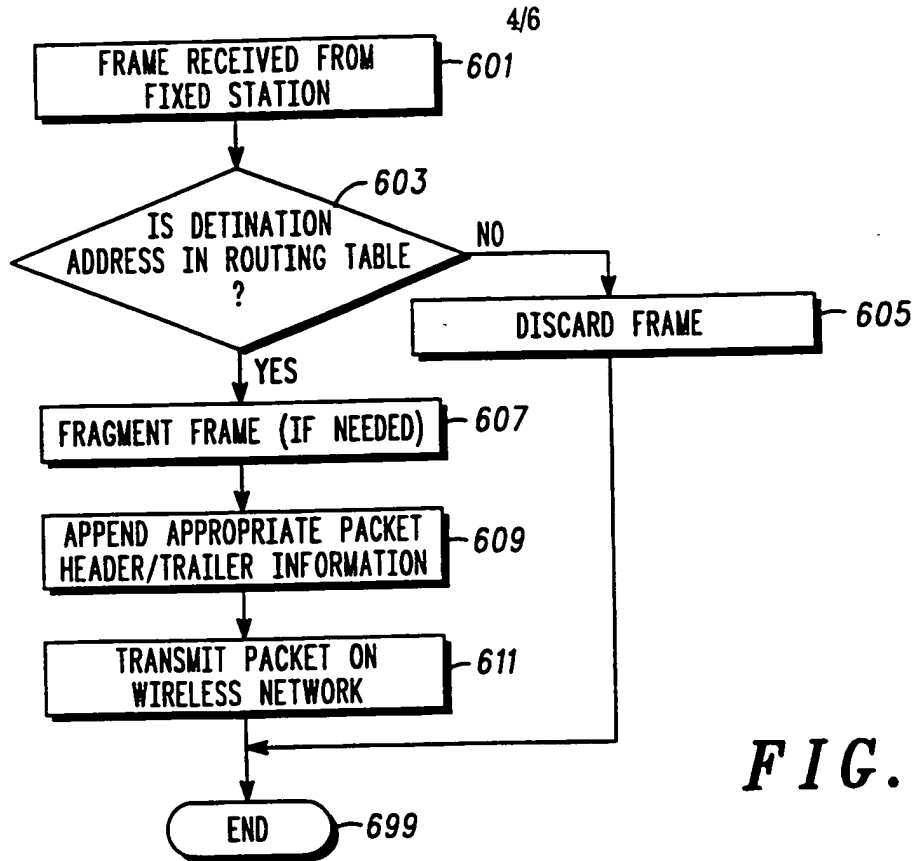 4/6
FRAME RECEIVED FROM
FIXED STATION
601
603
IS DETINATION
ADDRESS IN ROUTING TABLE
?
NO
DISCARD FRAME
605
YES
FRAGMENT FRAME (IF NEEDED)
607
APPEND APPROPRIATE PACKET
HEADER/TRAILER INFORMATION
609
TRANSMIT PACKET ON
WIRELESS NETWORK
611
FIG.
END
699